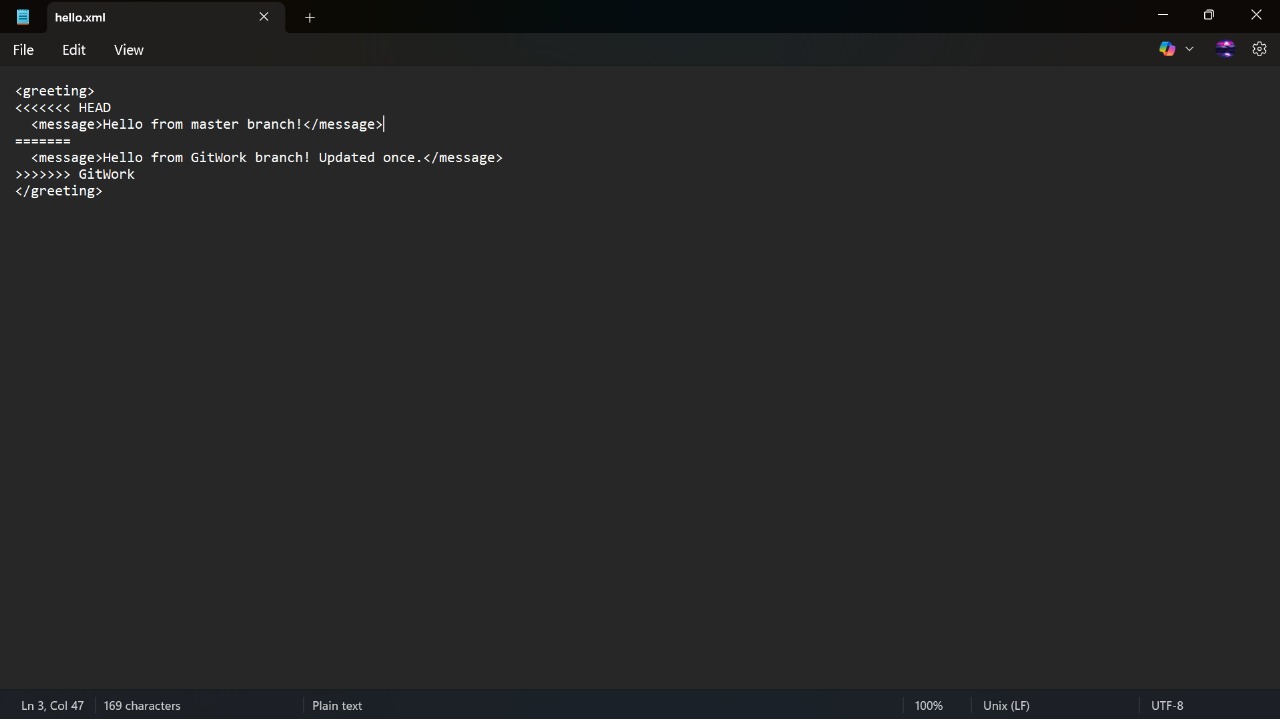 hello.xml
File Edit View
<greeting>
<<<<<<< HEAD
  <message>Hello from master branch!</message>
=======
  <message>Hello from GitWork branch! Updated once.</message>
>>>>>>> GitWork
</greeting>
Ln 3, Col 47 169 characters Plain text 100% Unix (LF) UTF-8